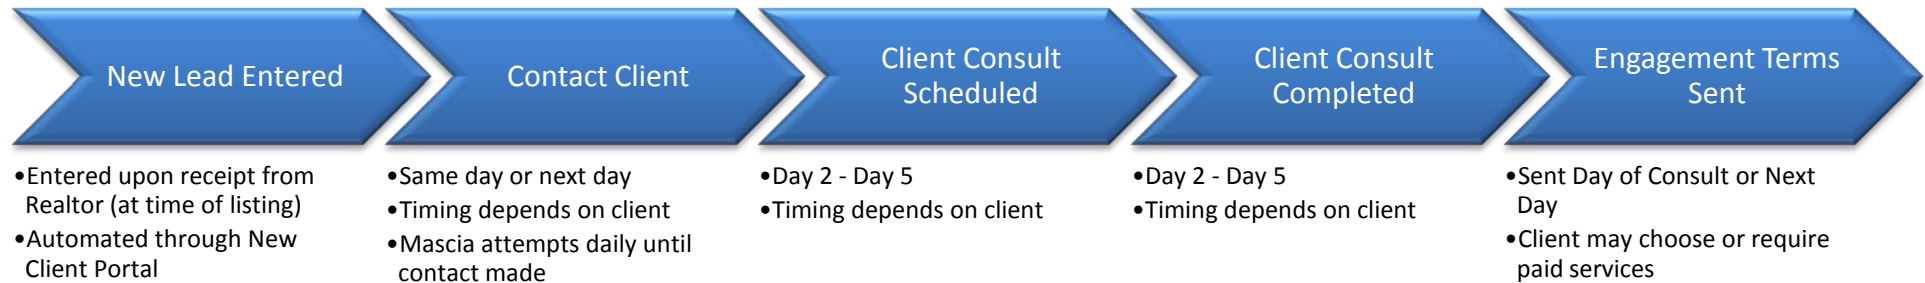 New Lead Entered
Contact Client
Client Consult
Scheduled
Client Consult
Completed
Engagement Terms
Sent
•Entered upon receipt from
Realtor (at time of listing)
•Automated through New
Client Portal
•Same day or next day
•Timing depends on client
•Mascia attempts daily until
contact made
•Day 2 - Day 5
•Timing depends on client
•Day 2 - Day 5
•Timing depends on client
•Sent Day of Consult or Next
Day
•Client may choose or require
paid services